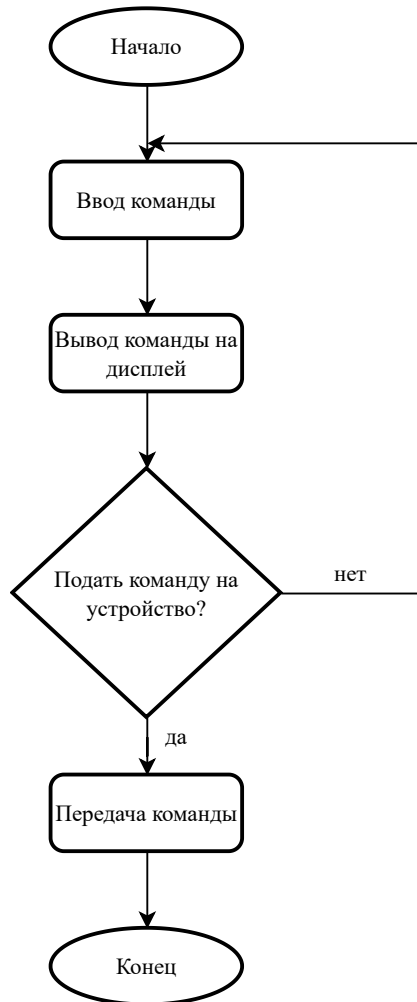 Начало
Ввод команды
Вывод команды на
дисплей
Подать команду на
устройство?
нет
да
Передача команды
Конец